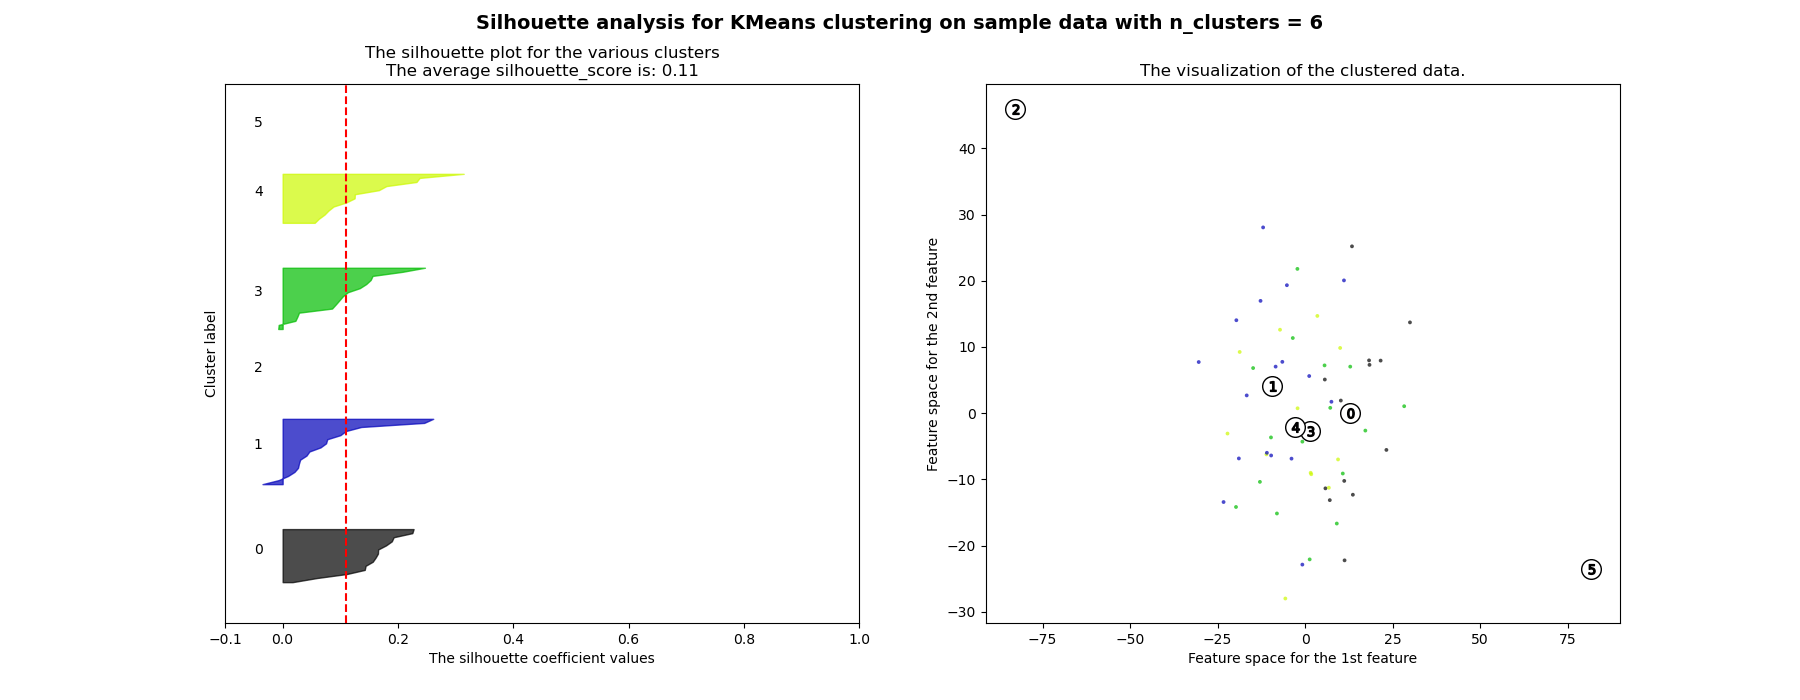 Silhouette analysis for KMeans clustering on sample data with n_clusters = 6
The silhouette plot for the various clusters
The average silhouette_score is: 0.11
5
4
3
2
1
0
Cluster label
−0.1 0.0 0.2 0.4 0.6 0.8 1.0
The silhouette coefficient values
The visualization of the clustered data.
2
1
0
4
3
5
40
30
20
10
0
−10
−20
−30
Feature space for the 2nd feature
−75 −50 −25 0 25 50 75
Feature space for the 1st feature